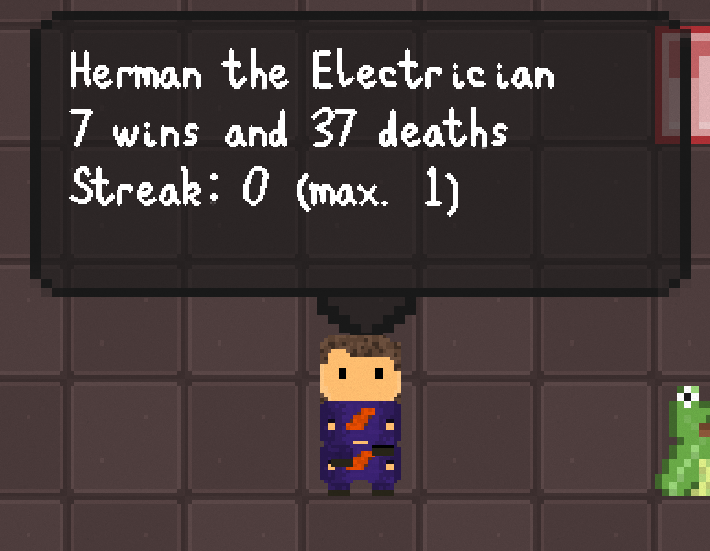 Herman the Electrician
7 wins and 37 deaths
Streak: 0 (max. 1)